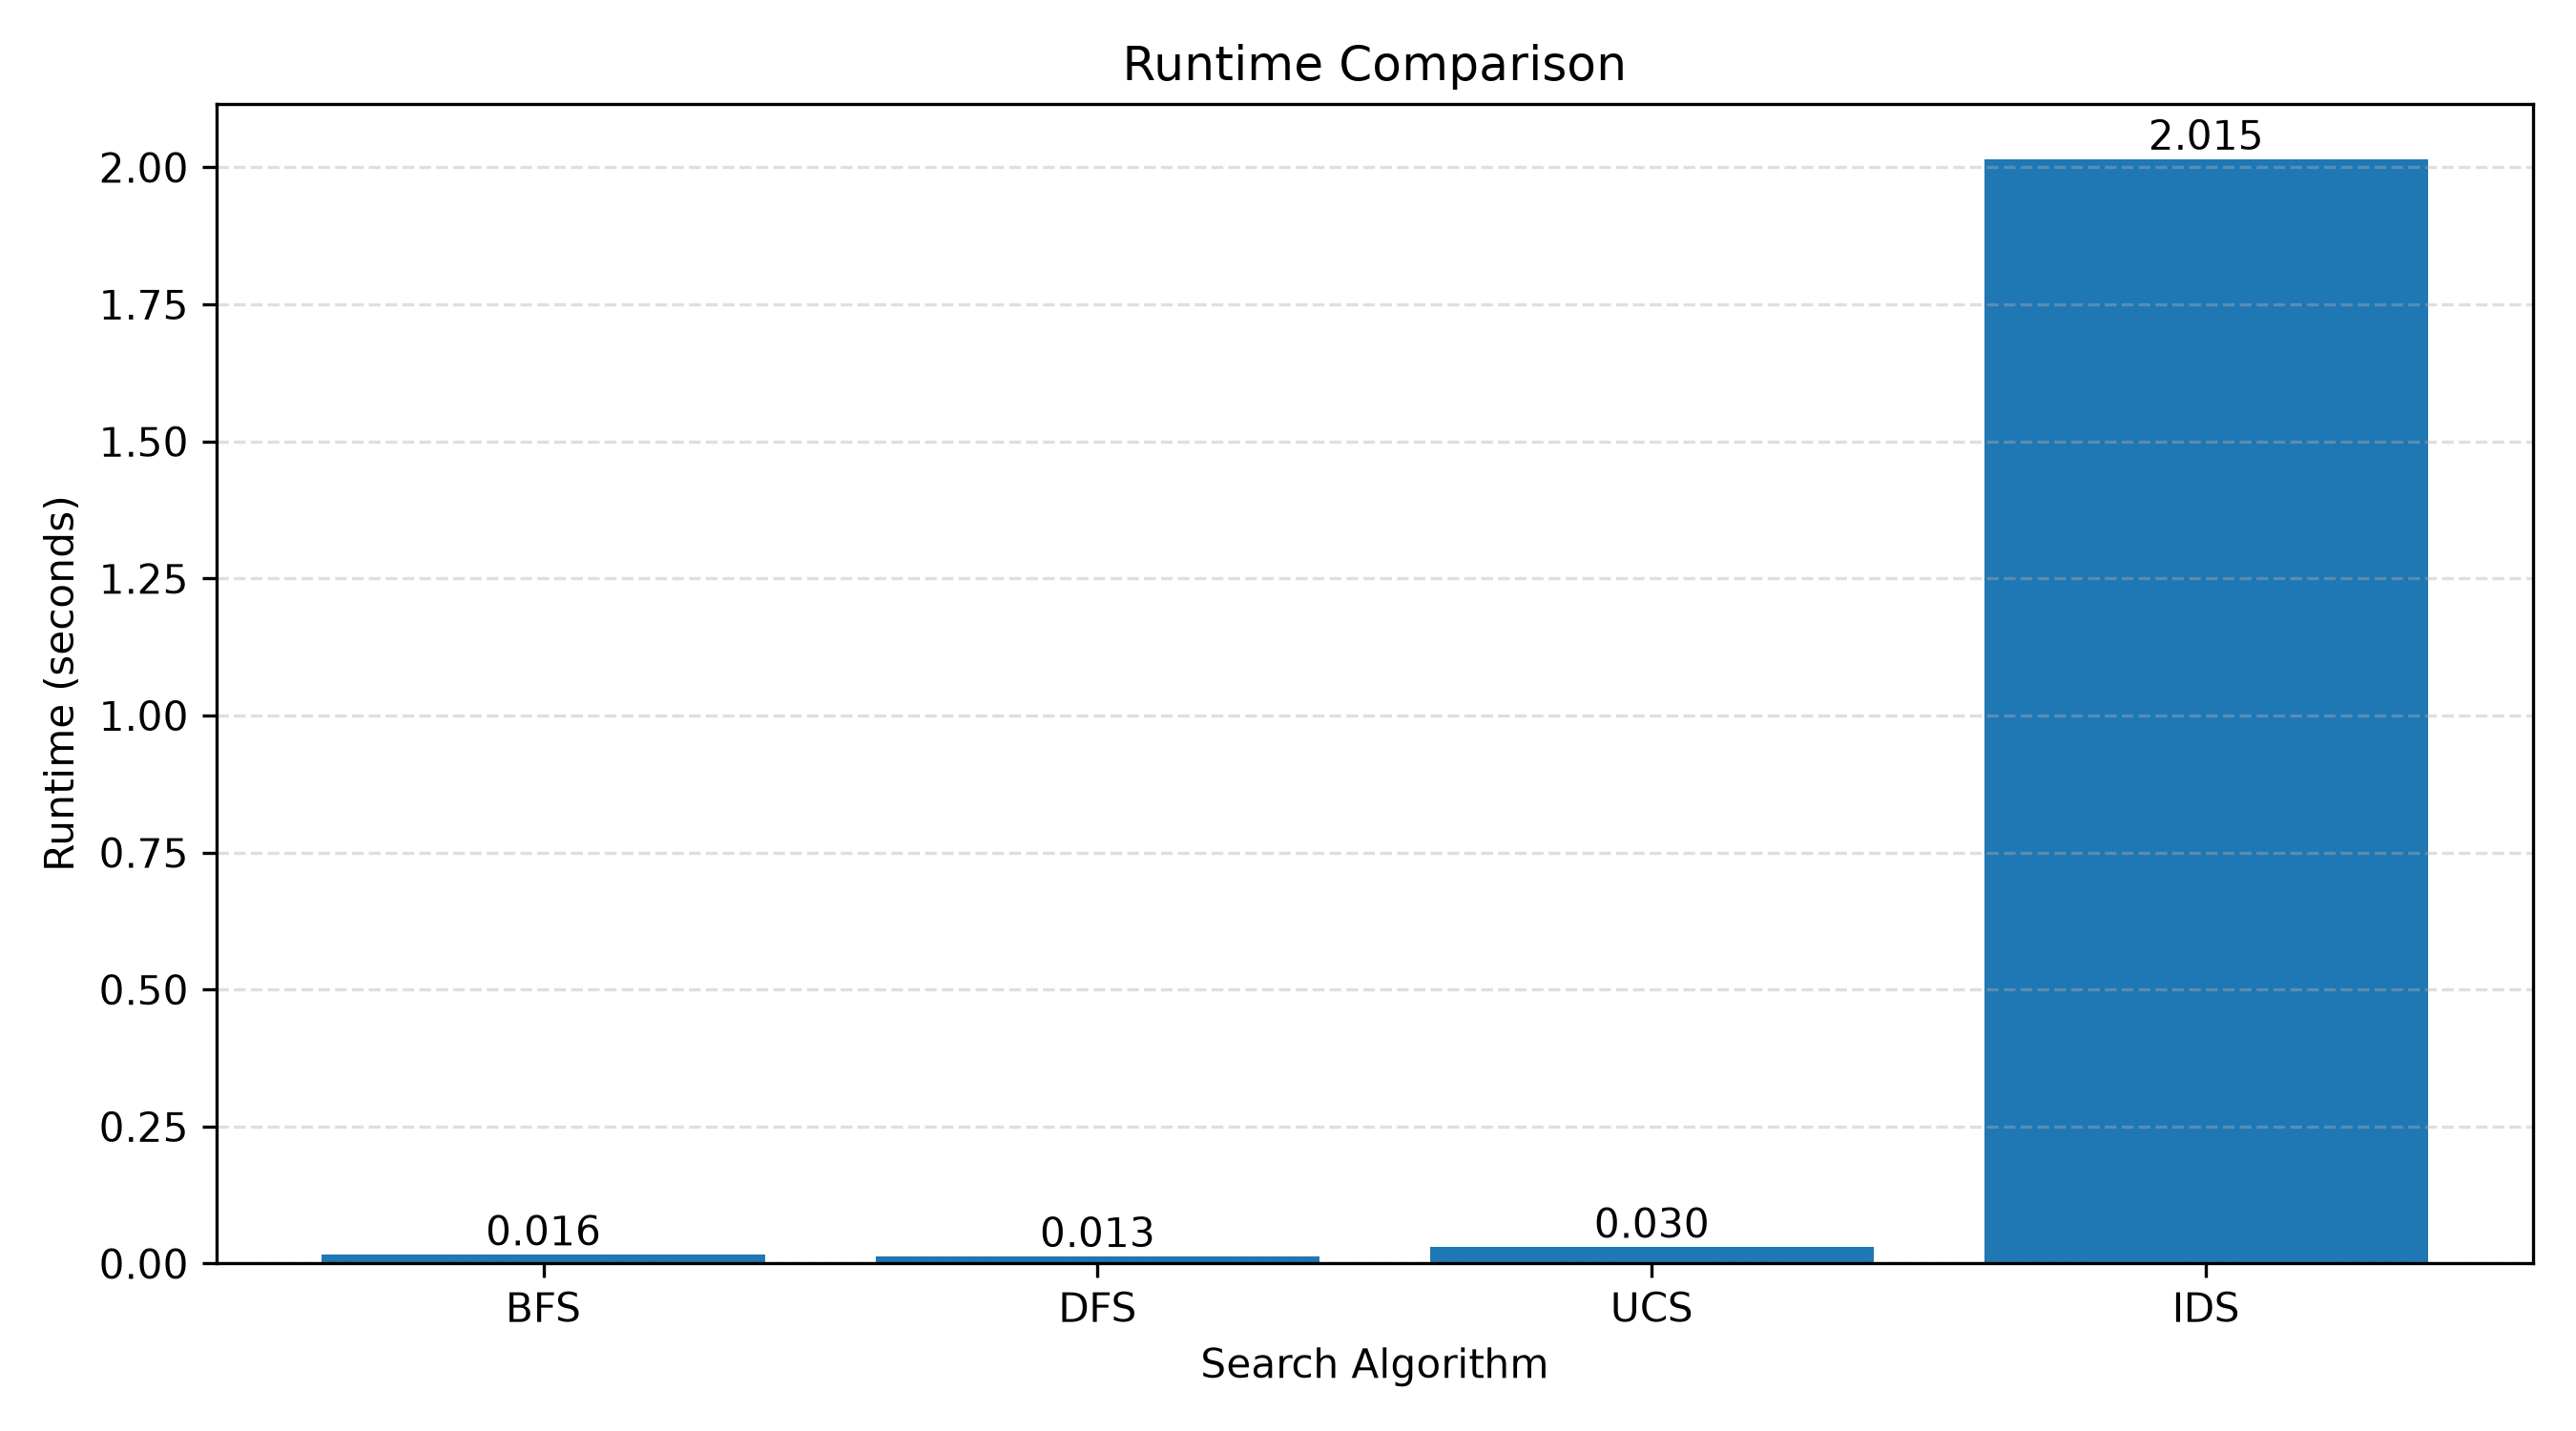 Runtime Comparison
2.015
2.00
1.75
1.50
1.25
1.00
0.75
0.50
0.25
0.00
Runtime (seconds)
0.016
0.013
0.030
BFS
DFS
UCS
IDS
Search Algorithm